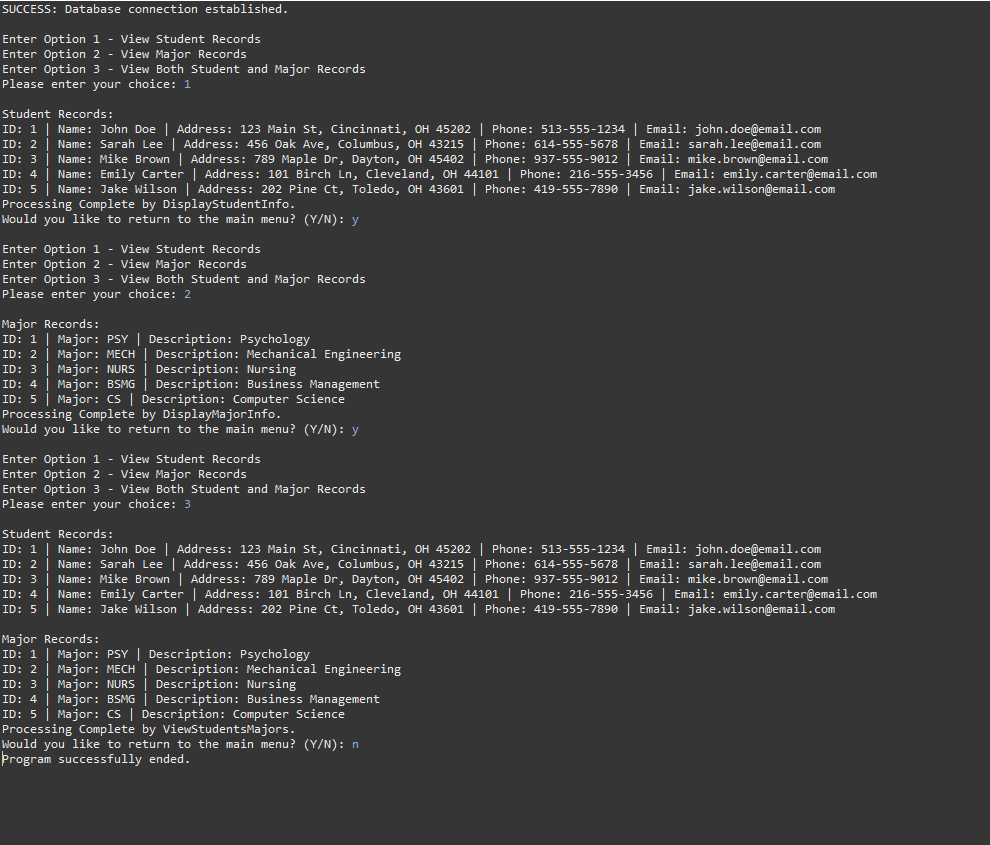 SUCCESS: Database connection established.

Enter Option 1 - View Student Records
Enter Option 2 - View Major Records
Enter Option 3 - View Both Student and Major Records
Please enter your choice: 1

Student Records:
ID: 1 | Name: John Doe | Address: 123 Main St, Cincinnati, OH 45202 | Phone: 513-555-1234 | Email: john.doe@email.com
ID: 2 | Name: Sarah Lee | Address: 456 Oak Ave, Columbus, OH 43215 | Phone: 614-555-5678 | Email: sarah.lee@email.com
ID: 3 | Name: Mike Brown | Address: 789 Maple Dr, Dayton, OH 45402 | Phone: 937-555-9012 | Email: mike.brown@email.com
ID: 4 | Name: Emily Carter | Address: 101 Birch Ln, Cleveland, OH 44101 | Phone: 216-555-3456 | Email: emily.carter@email.com
ID: 5 | Name: Jake Wilson | Address: 202 Pine Ct, Toledo, OH 43601 | Phone: 419-555-7890 | Email: jake.wilson@email.com
Processing Complete by DisplayStudentInfo.
Would you like to return to the main menu? (Y/N): y

Enter Option 1 - View Student Records
Enter Option 2 - View Major Records
Enter Option 3 - View Both Student and Major Records
Please enter your choice: 2

Major Records:
ID: 1 | Major: PSY | Description: Psychology
ID: 2 | Major: MECH | Description: Mechanical Engineering
ID: 3 | Major: NURS | Description: Nursing
ID: 4 | Major: BSMG | Description: Business Management
ID: 5 | Major: CS | Description: Computer Science
Processing Complete by DisplayMajorInfo.
Would you like to return to the main menu? (Y/N): y

Enter Option 1 - View Student Records
Enter Option 2 - View Major Records
Enter Option 3 - View Both Student and Major Records
Please enter your choice: 3

Student Records:
ID: 1 | Name: John Doe | Address: 123 Main St, Cincinnati, OH 45202 | Phone: 513-555-1234 | Email: john.doe@email.com
ID: 2 | Name: Sarah Lee | Address: 456 Oak Ave, Columbus, OH 43215 | Phone: 614-555-5678 | Email: sarah.lee@email.com
ID: 3 | Name: Mike Brown | Address: 789 Maple Dr, Dayton, OH 45402 | Phone: 937-555-9012 | Email: mike.brown@email.com
ID: 4 | Name: Emily Carter | Address: 101 Birch Ln, Cleveland, OH 44101 | Phone: 216-555-3456 | Email: emily.carter@email.com
ID: 5 | Name: Jake Wilson | Address: 202 Pine Ct, Toledo, OH 43601 | Phone: 419-555-7890 | Email: jake.wilson@email.com

Major Records:
ID: 1 | Major: PSY | Description: Psychology
ID: 2 | Major: MECH | Description: Mechanical Engineering
ID: 3 | Major: NURS | Description: Nursing
ID: 4 | Major: BSMG | Description: Business Management
ID: 5 | Major: CS | Description: Computer Science
Processing Complete by ViewStudentsMajors.
Would you like to return to the main menu? (Y/N): n
Program successfully ended.